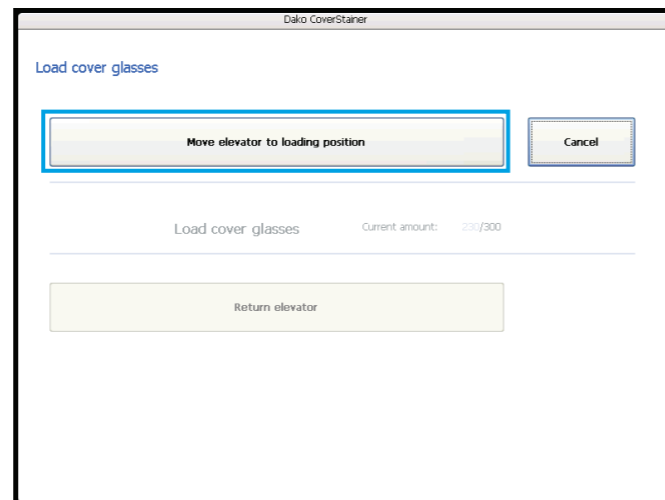 Dako CoverStainer
Load cover glasses
Move elevator to loading position
Cancel
Load cover glasses Current amount: 230/300
Return elevator